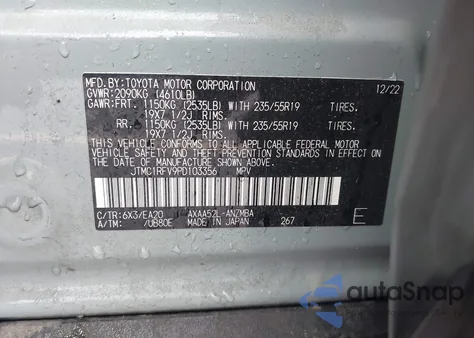 MFD.BY:TOYOTA MOTOR CORPORATION 12/22
GVWR:2090KG (4610LB)
GAWR:FRT. 1150KG (2535LB) WITH 235/55R19 TIRES.
19X7 1/2J RIMS.
RR. 1150KG (2535LB) WITH 235/55R19 TIRES.
19X7 1/2J RIMS.
THIS VEHICLE CONFORMS TO ALL APPLICABLE
FEDERAL MOTOR VEHICLE SAFETY AND BUMPER
STANDARDS IN EFFECT ON THE DATE OF
MANUFACTURE SHOWN ABOVE.
JTMC1RFV9PD103356 MPV
C/TR:6X3/EA20 AXAA52L-ANZMBA
A/TM: /UB80E MADE IN JAPAN 267 E
autoSnap
POWERED BY